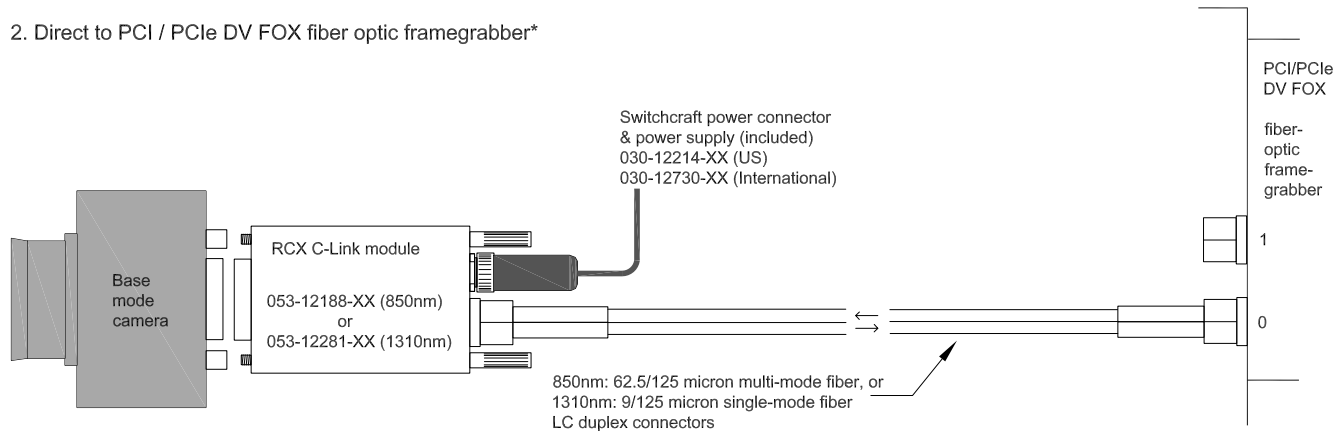 2. Direct to PCI / PCIe DV FOX fiber optic framegrabber*
PCI/PCIe
DV FOX
fiber-
optic
frame-
grabber
Switchcraft power connector
& power supply (included)
030-12214-XX (US)
030-12730-XX (International)
Base
mode
camera
RCX C-Link module
053-12188-XX (850nm)
or
053-12281-XX (1310nm)
1
0
850nm: 62.5/125 micron multi-mode fiber, or
1310nm: 9/125 micron single-mode fiber
LC duplex connectors